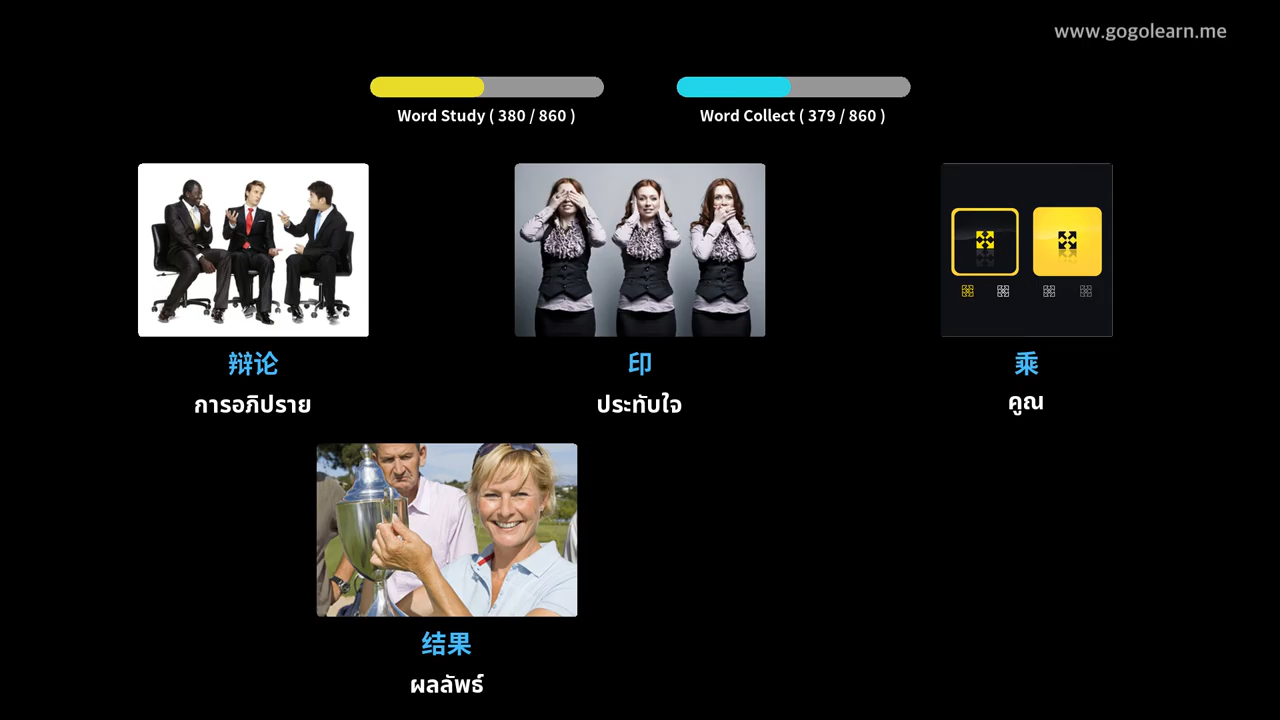 www.gogolearn.me
Word Study ( 380 / 860 )
Word Collect ( 379 / 860 )
辩论
การอภิปราย
印
ประทับใจ
乘
คูณ
结果
ผลลัพธ์